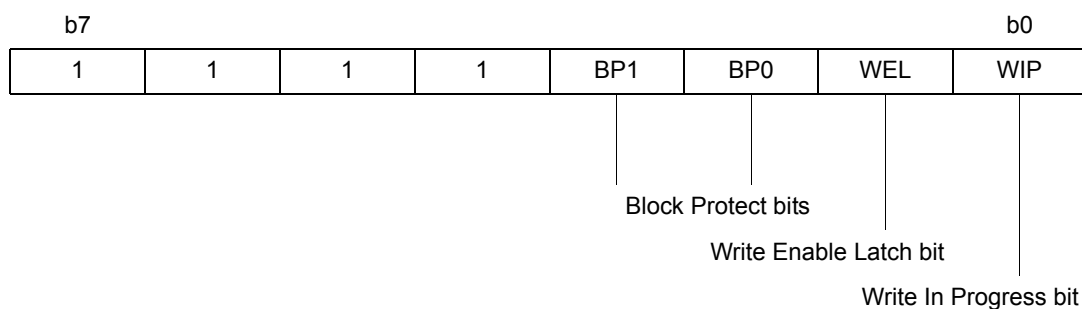 b7 b0
1 1 1 1 BP1 BP0 WEL WIP
Block Protect bits
Write Enable Latch bit
Write In Progress bit